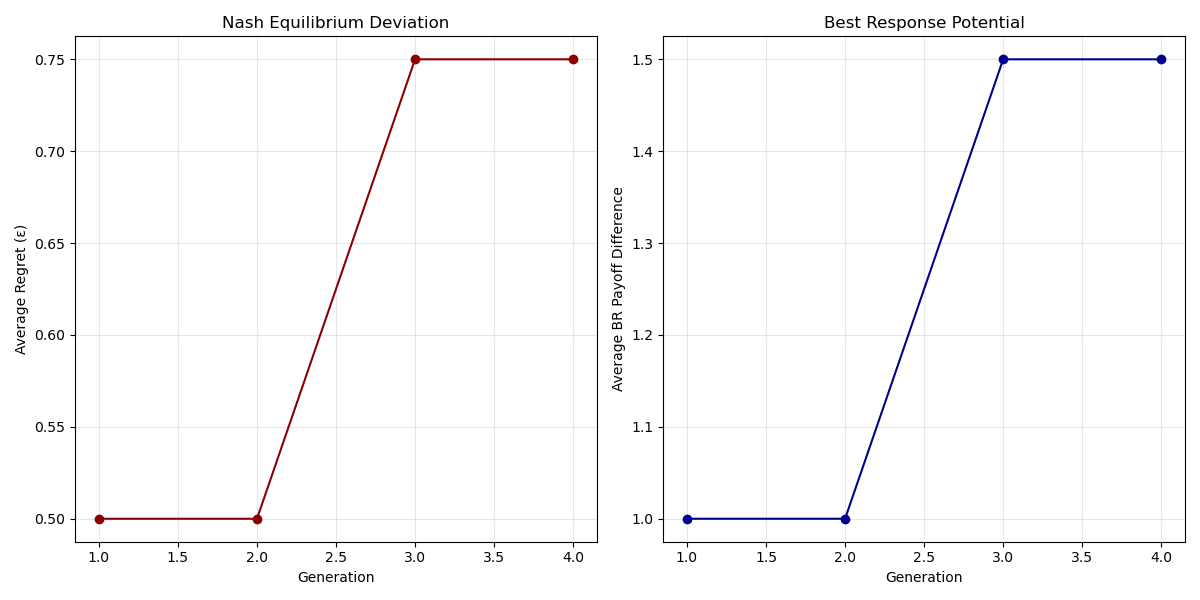 Nash Equilibrium Deviation
Average Regret (ε)
0.75
0.70
0.65
0.60
0.55
0.50
1.0 1.5 2.0 2.5 3.0 3.5 4.0
Generation
Best Response Potential
Average BR Payoff Difference
1.5
1.4
1.3
1.2
1.1
1.0
1.0 1.5 2.0 2.5 3.0 3.5 4.0
Generation